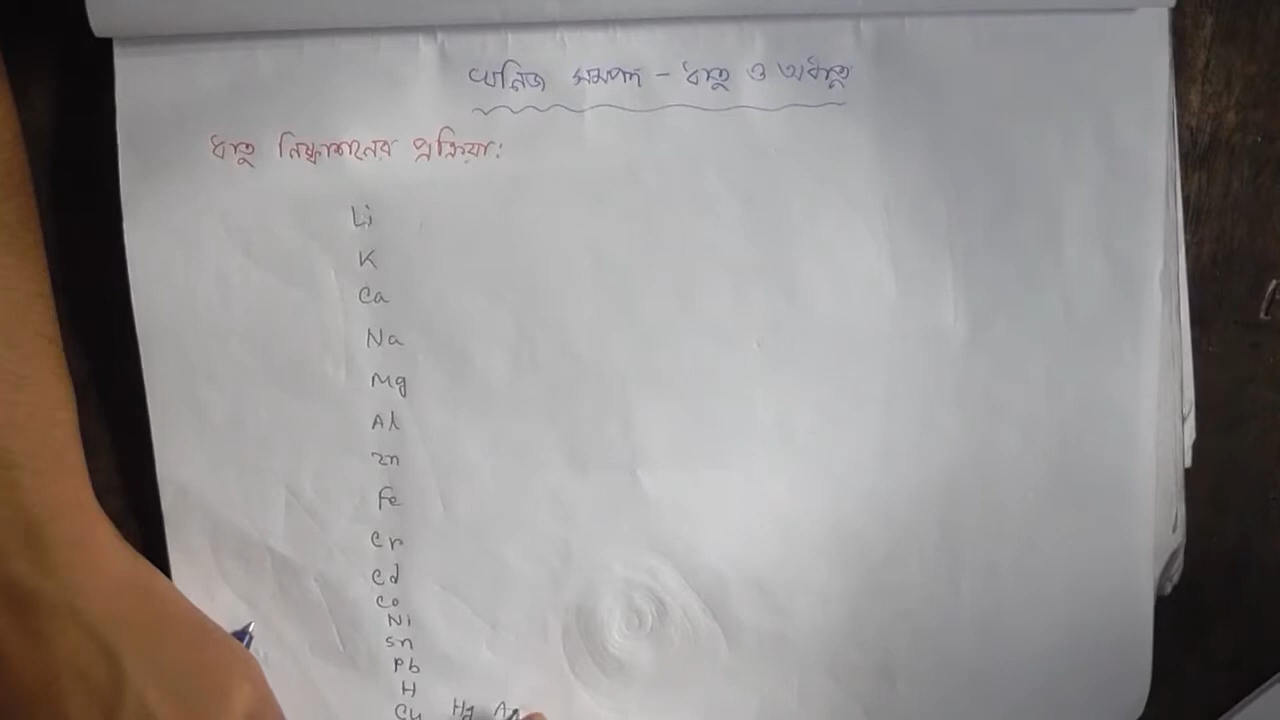 খনিজ সম্পদ - ধাতু ও অধাতু
ধাতু নিষ্কাশনের প্রক্রিয়া:
Li
K
Ca
Na
Mg
Al
Zn
Fe
Cr
Cd
Co
Ni
Sn
Pb
H
Cu Hg Ag